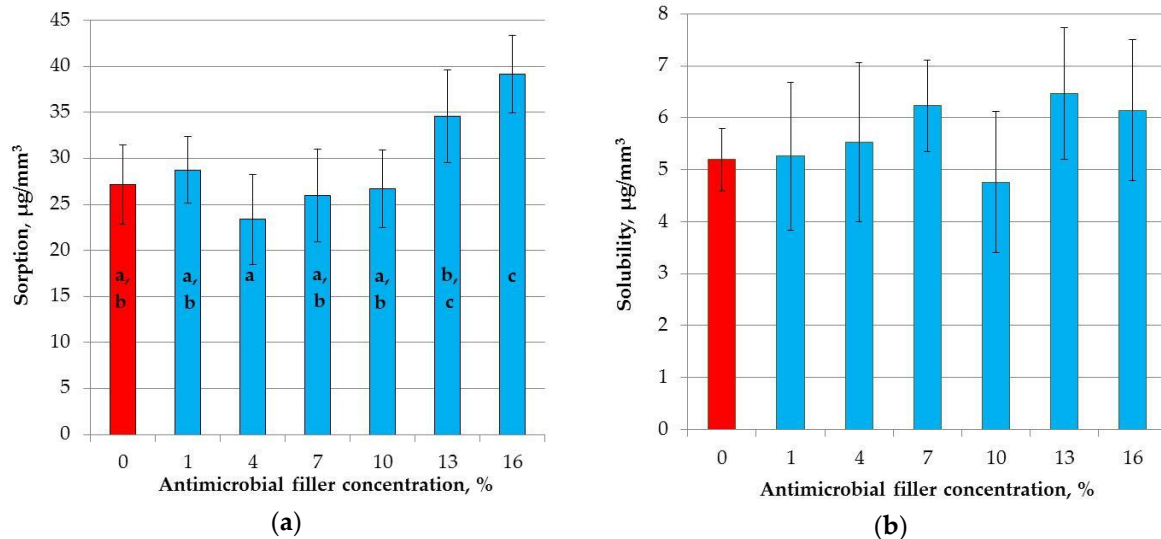 45
40
35
30
25
20
15
10
5
0
Sorption, µg/mm³
a,
b
a,
b
a
a,
b
a,
b
b,
c
c
0 1 4 7 10 13 16
Antimicrobial filler concentration, %
(a)
8
7
6
5
4
3
2
1
0
Solubility, µg/mm³
0 1 4 7 10 13 16
Antimicrobial filler concentration, %
(b)